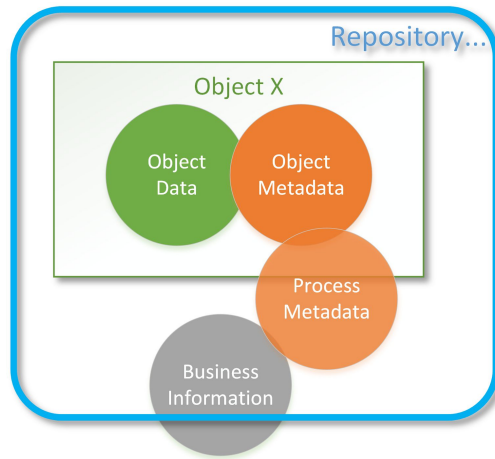 Repository...
Object X
Object
Data
Object
Metadata
Process
Metadata
Business
Information